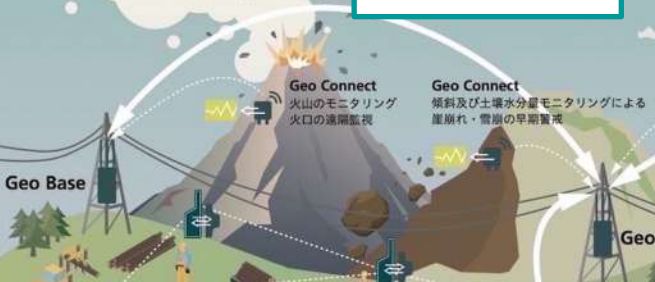 Geo Connect
火山のモニタリング
火口の遠隔監視
Geo Connect
傾斜及び土壌水分量モニタリングによる
崖崩れ・雪崩の早期警戒
Geo Base
Geo